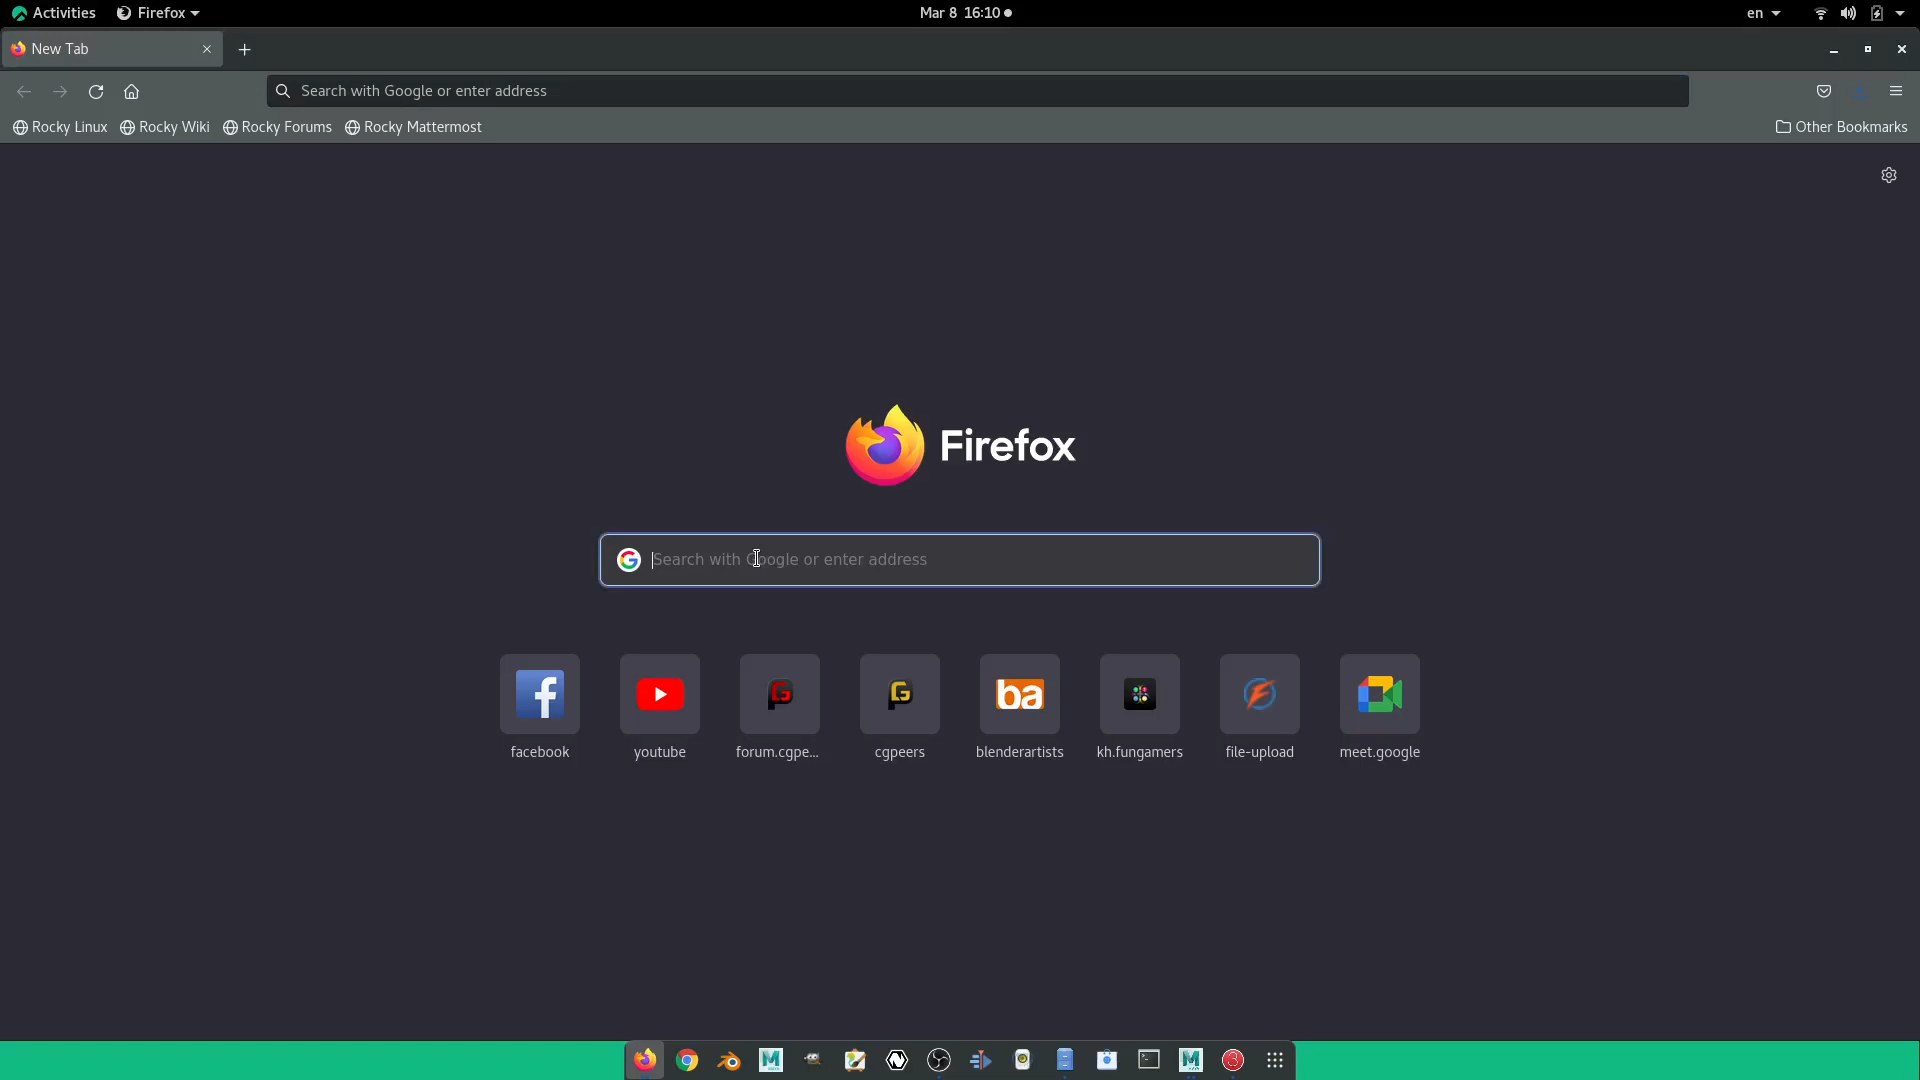 Activities Firefox Mar 8 16:10 en
New Tab
Search with Google or enter address
Rocky Linux Rocky Wiki Rocky Forums Rocky Mattermost Other Bookmarks
Firefox
Search with Google or enter address
facebook youtube forum.cgpe... cgpeers blenderartists kh.fungamers file-upload meet.google